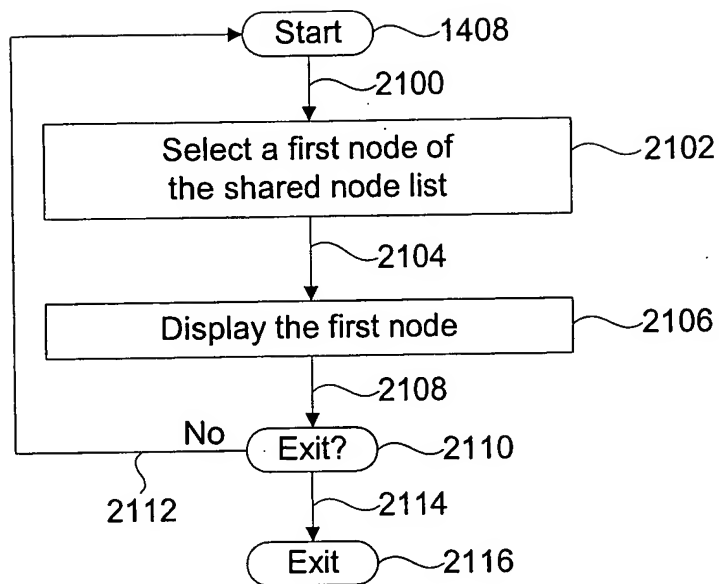 Start 1408
2100
Select a first node of
the shared node list
2102
2104
Display the first node 2106
2108
No Exit? 2110
2112
2114
Exit 2116